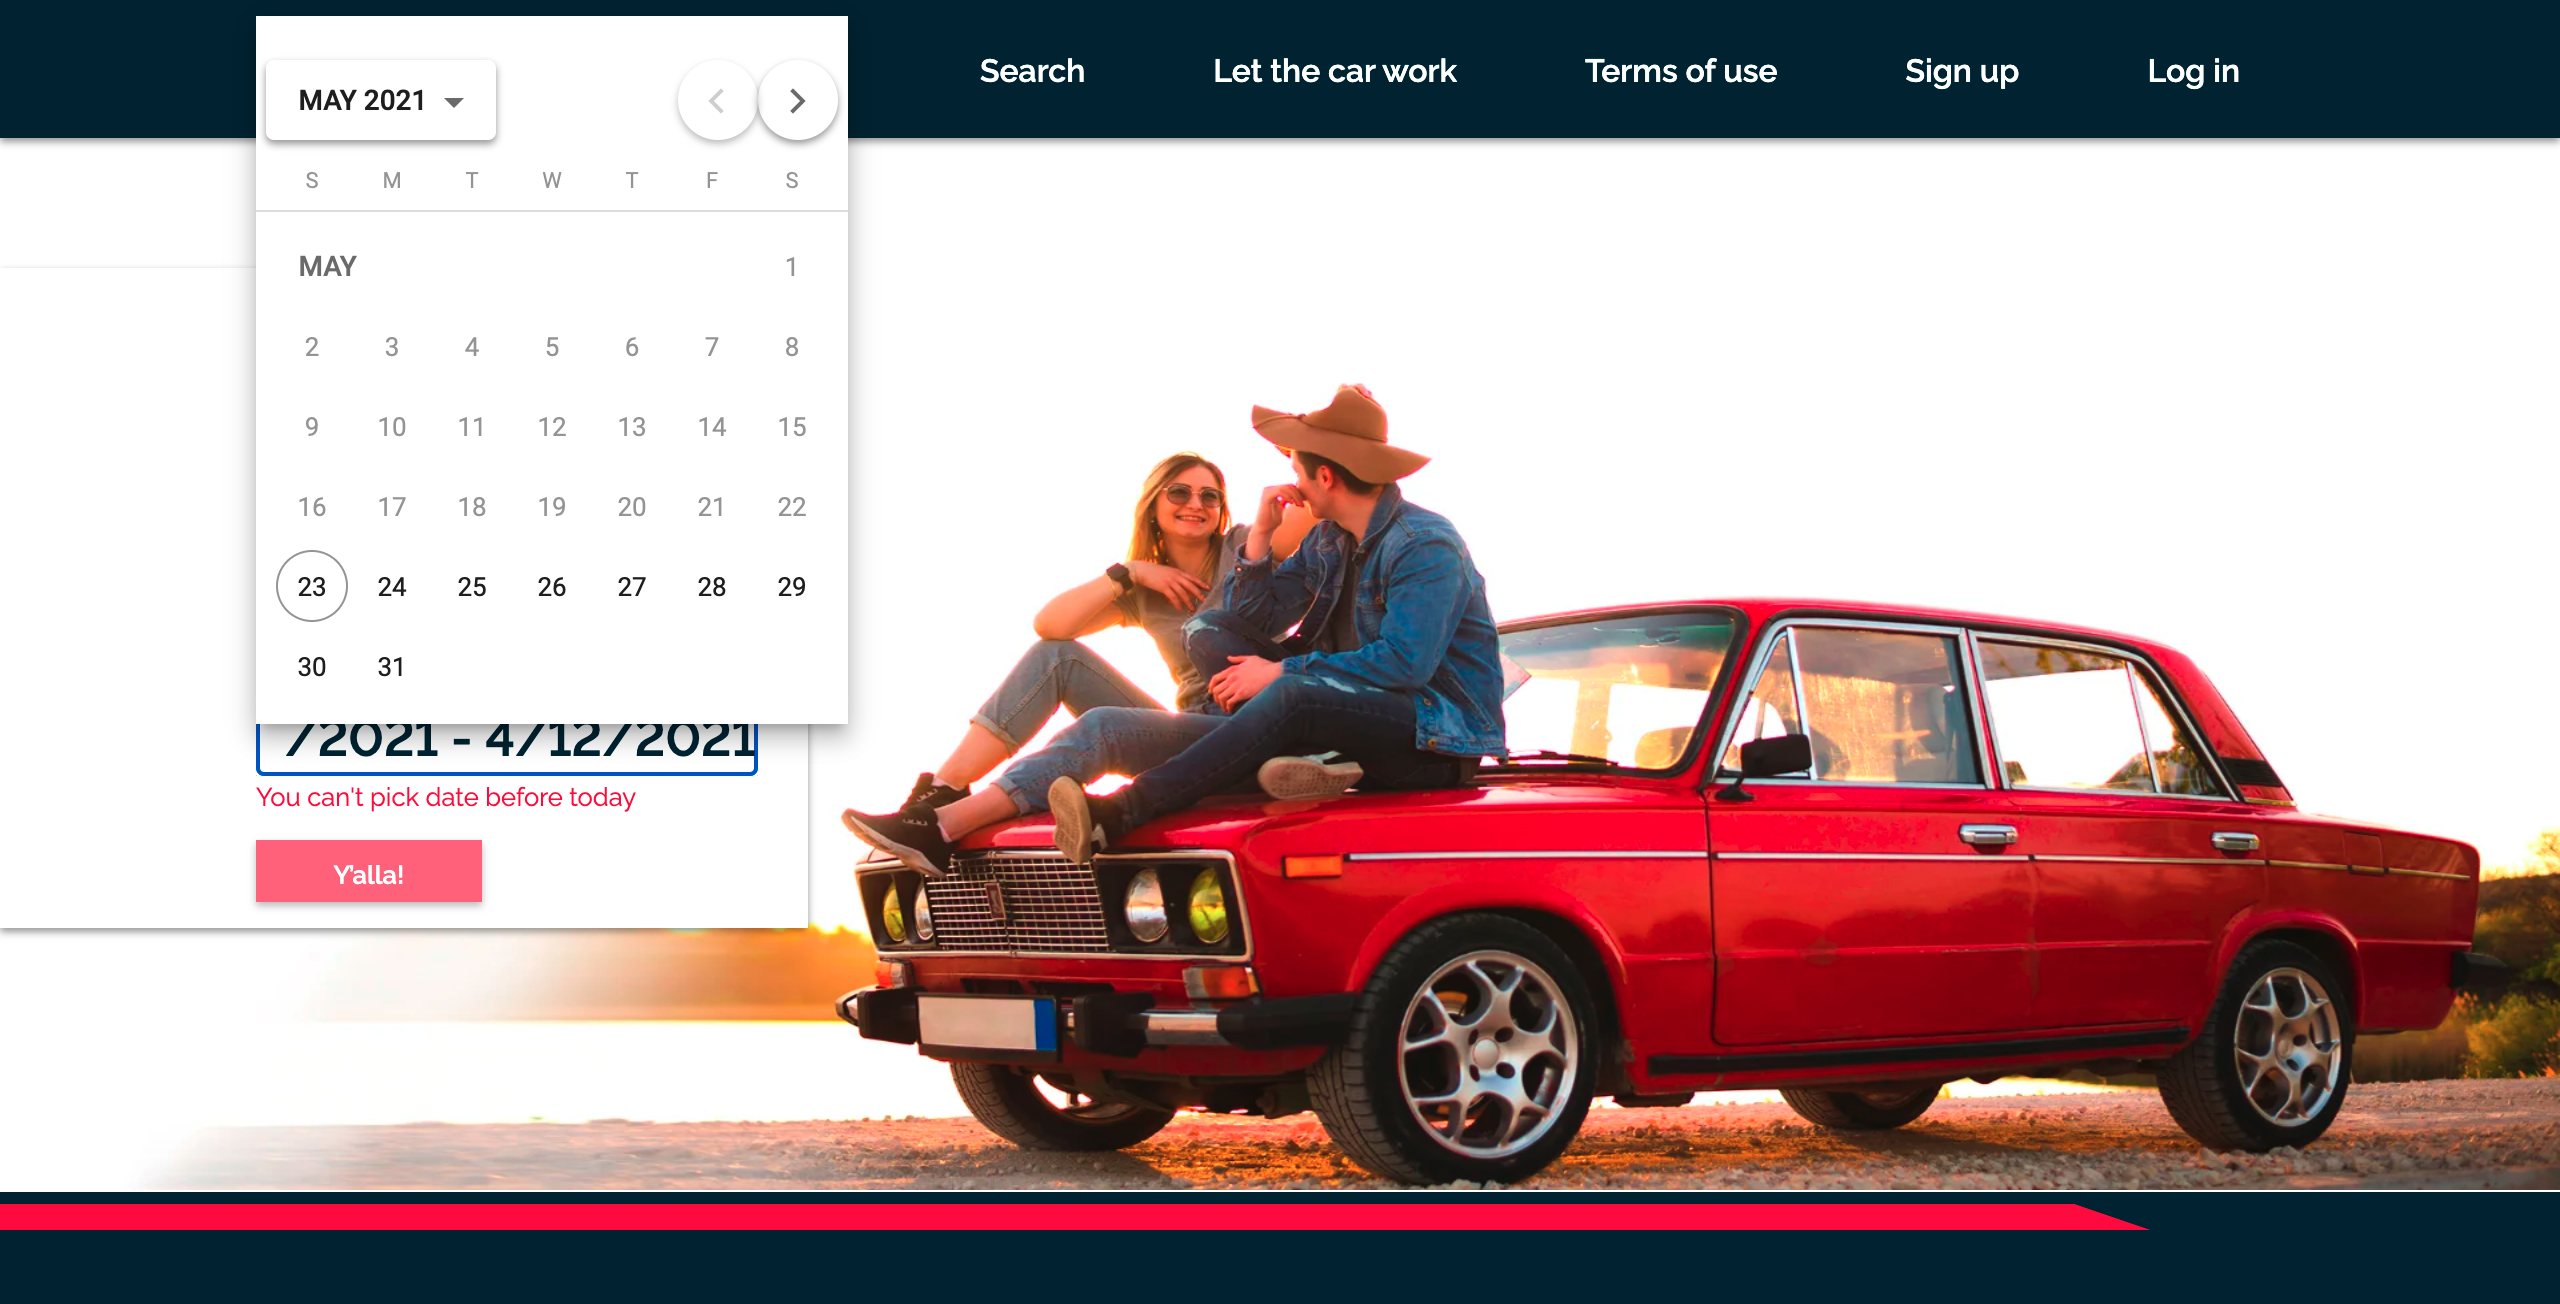 Search Let the car work Terms of use Sign up Log in
MAY 2021
S M T W T F S
MAY 1
2 3 4 5 6 7 8
9 10 11 12 13 14 15
16 17 18 19 20 21 22
23 24 25 26 27 28 29
30 31
/2021 - 4/12/2021
You can't pick date before today
Y'alla!